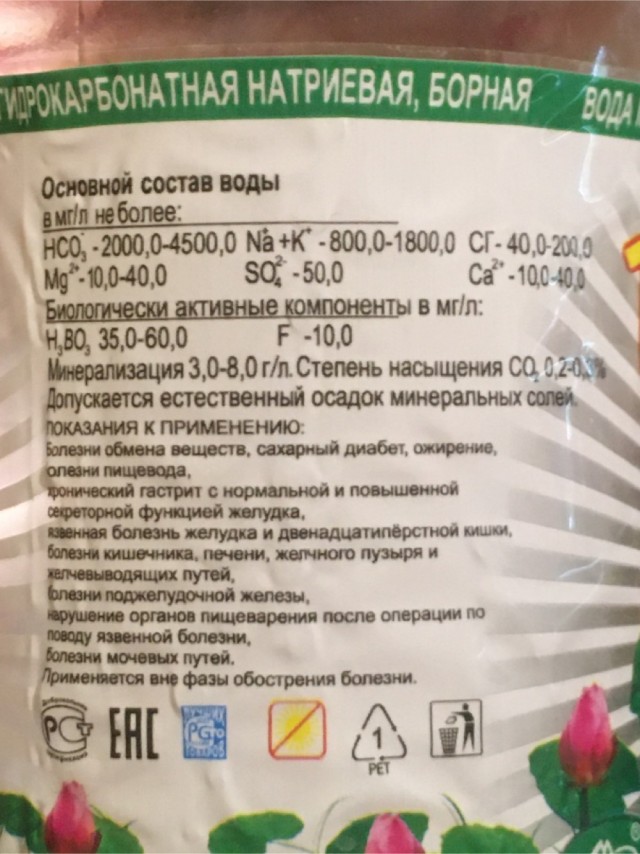 ГИДРОКАРБОНАТНАЯ НАТРИЕВАЯ, БОРНАЯ ВОДА
Основной состав воды
в мг/л не более:
HCO₃⁻ - 2000,0-4500,0 Na⁺+K⁺ - 800,0-1800,0 Cl⁻ - 40,0-200,0
Mg²⁺ - 10,0-40,0 SO₄²⁻ - 50,0 Ca²⁺ - 10,0-40,0
Биологически активные компоненты в мг/л:
H₃BO₃ 35,0-60,0 F -10,0
Минерализация 3,0-8,0 г/л. Степень насыщения CO₂
Допускается естественный осадок минеральных солей.
ПОКАЗАНИЯ К ПРИМЕНЕНИЮ:
Болезни обмена веществ, сахарный диабет, ожирение,
болезни пищевода,
хронический гастрит с нормальной и повышенной
секреторной функцией желудка,
язвенная болезнь желудка и двенадцатипёрстной кишки,
болезни кишечника, печени, желчного пузыря и
желчевыводящих путей,
болезни поджелудочной железы,
нарушение органов пищеварения после операции по
поводу язвенной болезни,
болезни мочевых путей.
Применяется вне фазы обострения болезни.
РСТ EAC
1
PET